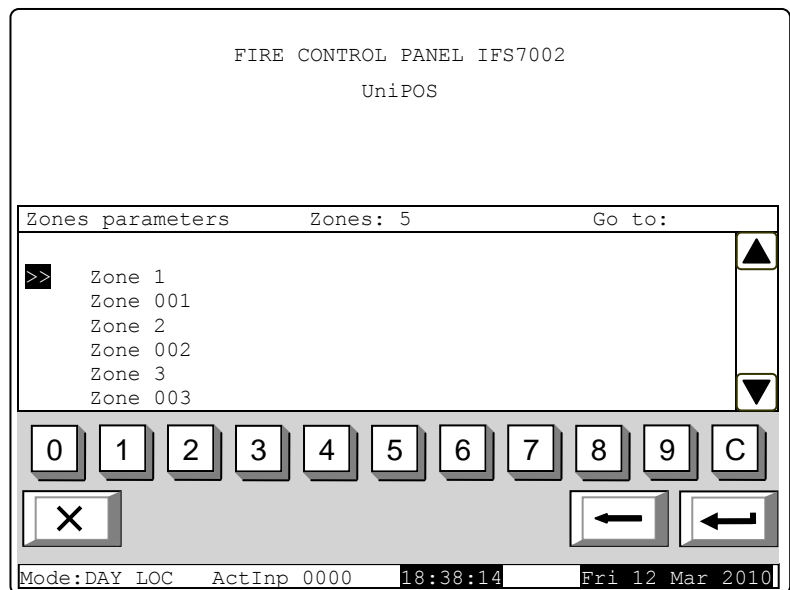 FIRE CONTROL PANEL IFS7002
UniPOS
Zones parameters Zones: 5 Go to:
>> Zone 1
Zone 001
Zone 2
Zone 002
Zone 3
Zone 003
0 1 2 3 4 5 6 7 8 9 C
Mode:DAY LOC ActInp 0000 18:38:14 Fri 12 Mar 2010